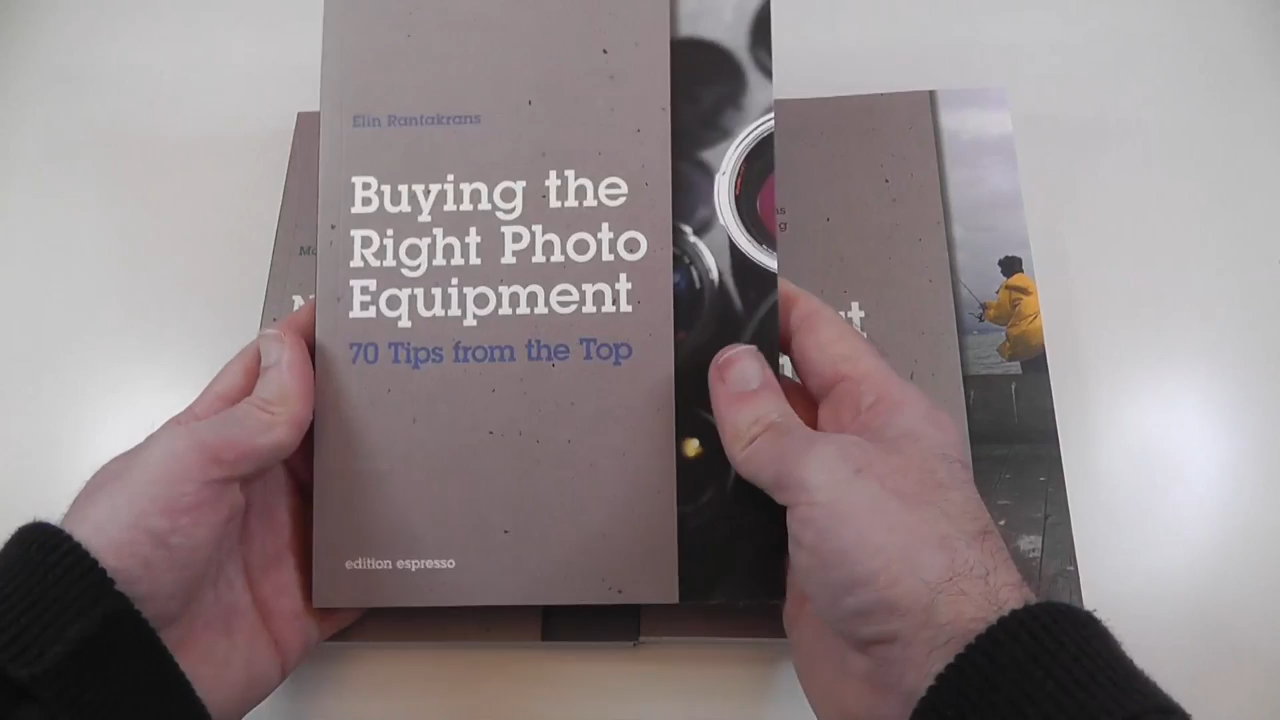 Elin Rantakrans
Buying the
Right Photo
Equipment
70 Tips from the Top
edition espresso